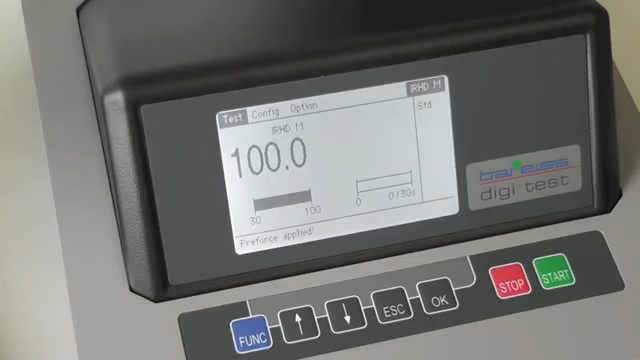 Test Config Option IRHD M
IRHD M
Std
100.0
30 100
0 0/30s
Preforce applied!
bareiss
digi test
FUNC ESC OK STOP START